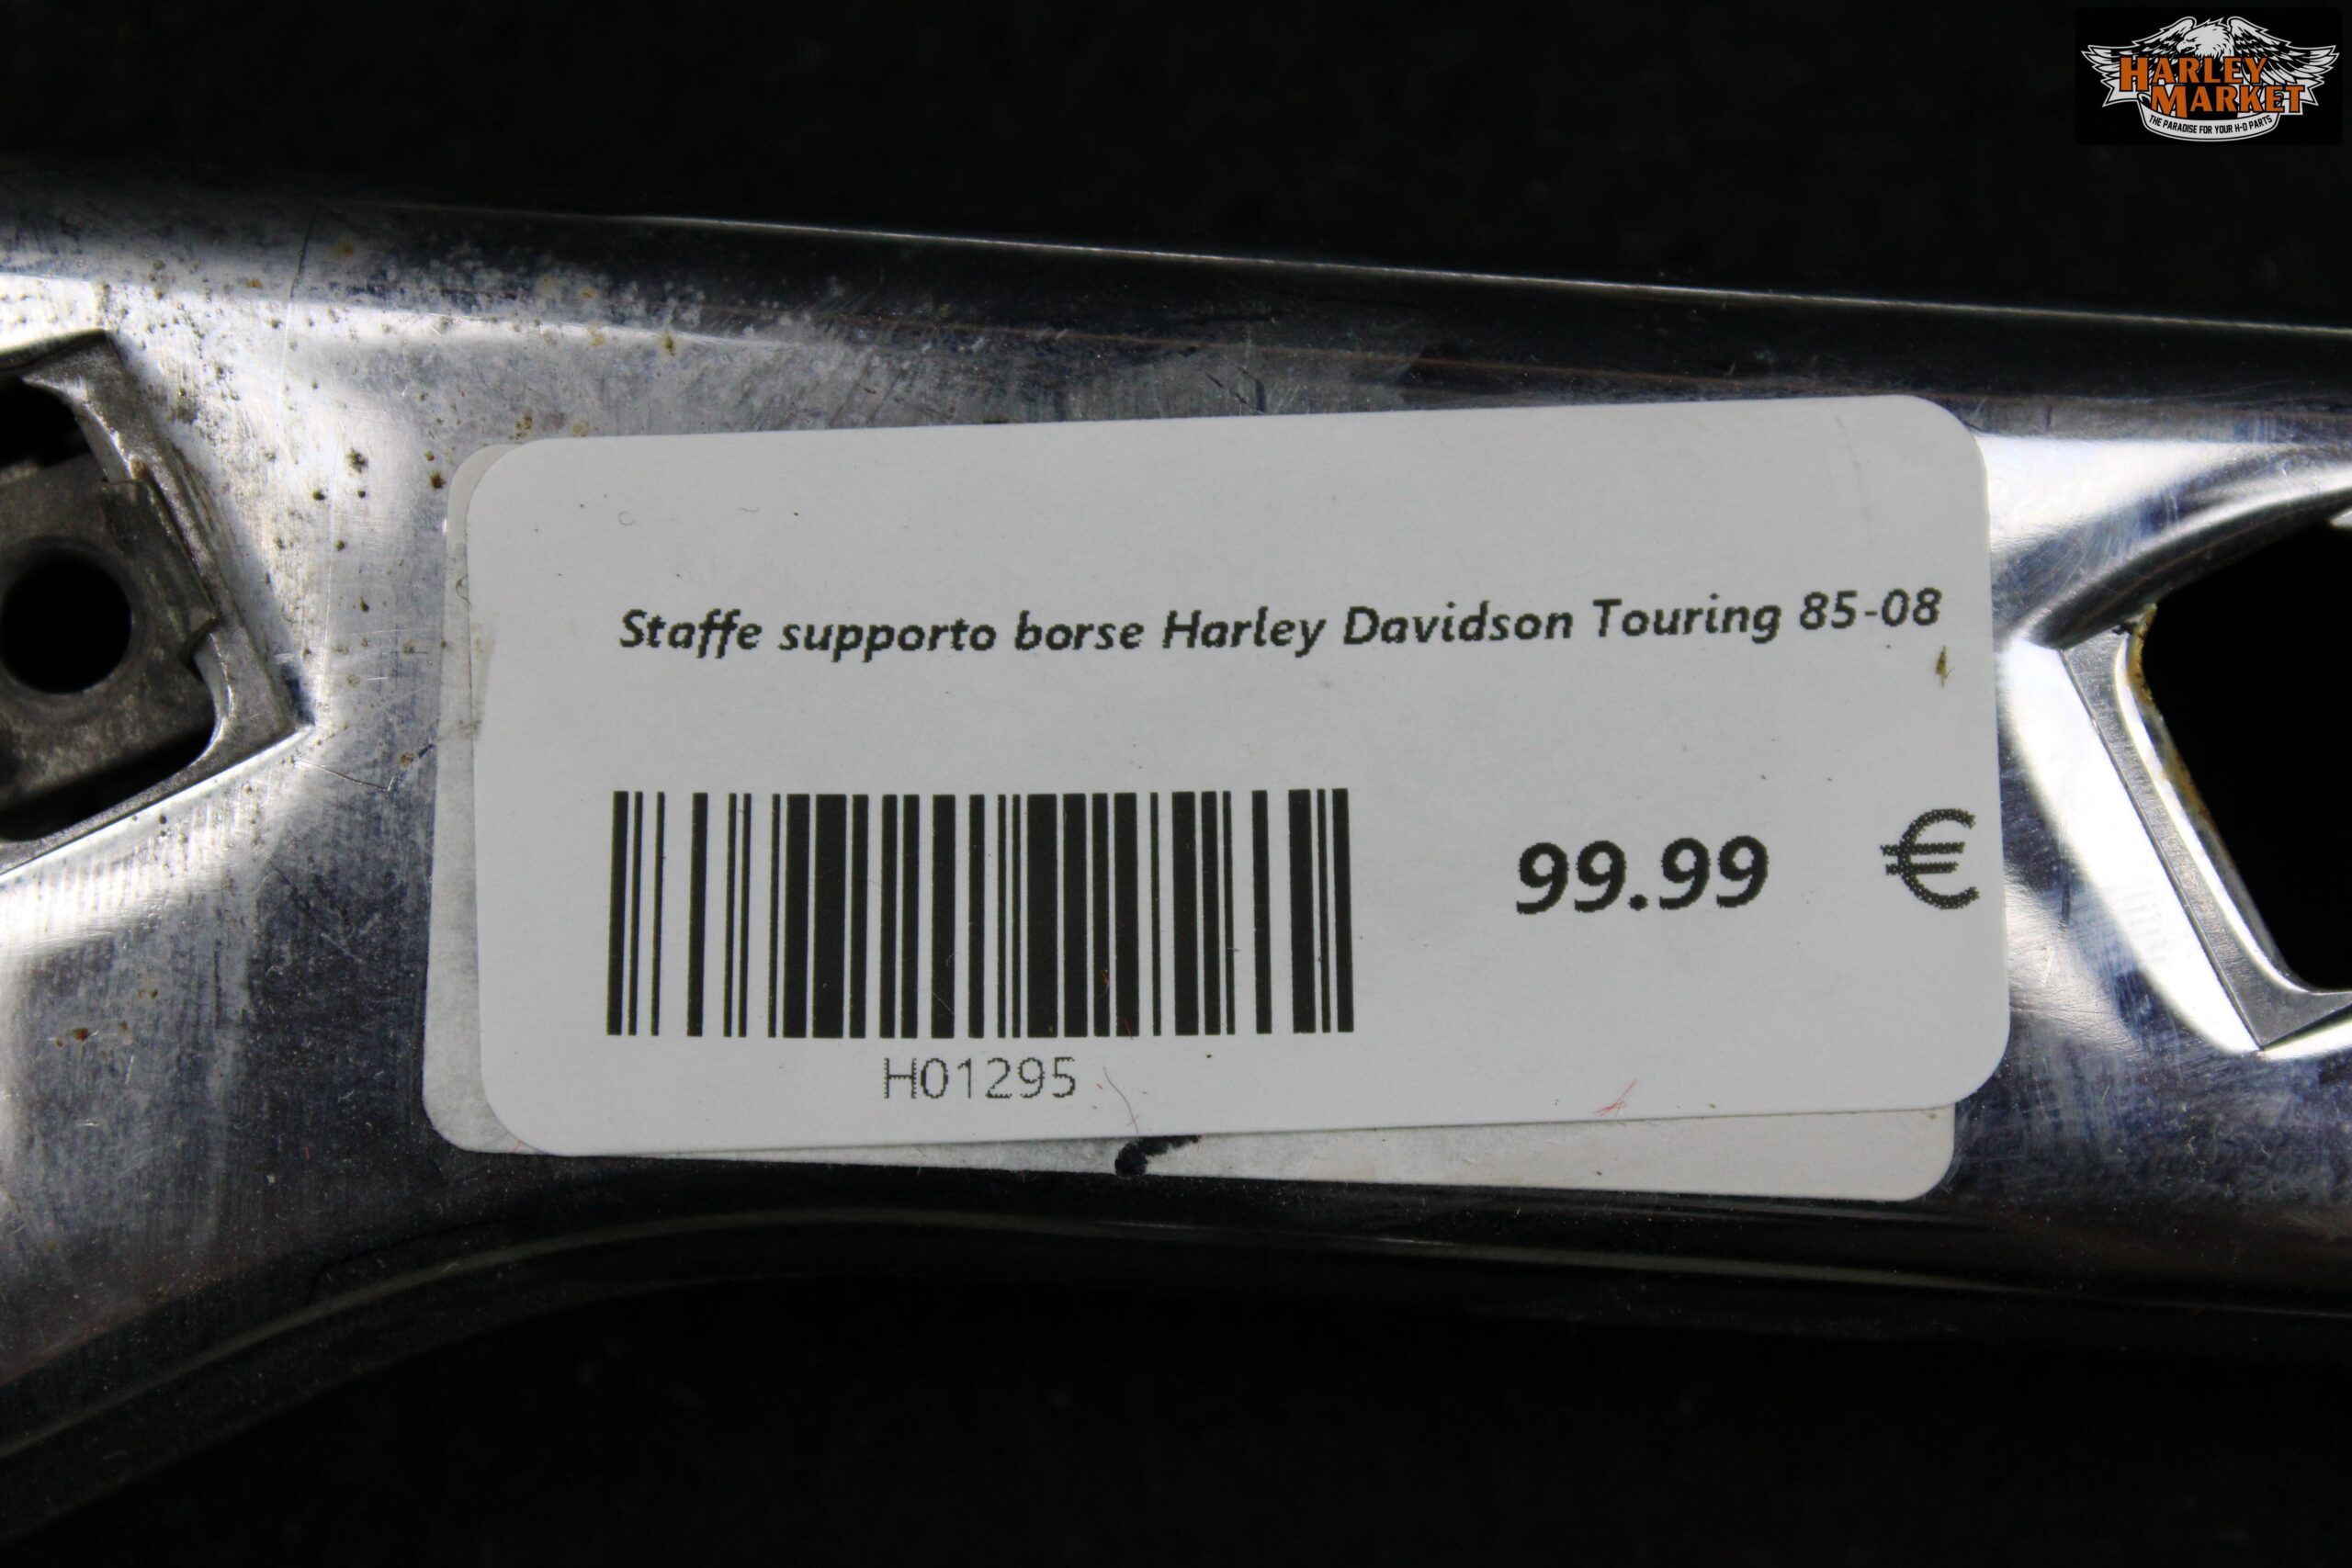 HARLEY
MARKET
THE PARADISE FOR YOUR H-D PARTS
Staffe supporto borse Harley Davidson Touring 85-08
99.99 €
H01295